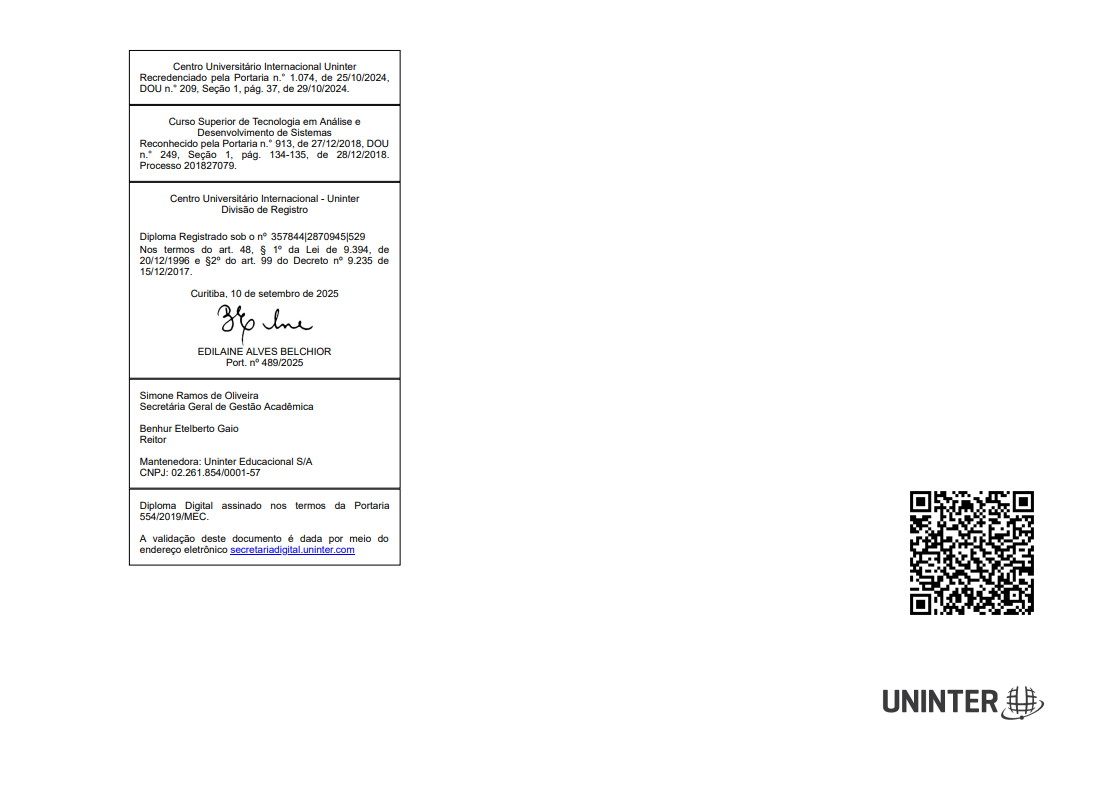 Centro Universitário Internacional Uninter
Recredenciado pela Portaria n.° 1.074, de 25/10/2024,
DOU n.° 209, Seção 1, pág. 37, de 29/10/2024.
Curso Superior de Tecnologia em Análise e
Desenvolvimento de Sistemas
Reconhecido pela Portaria n.° 913, de 27/12/2018, DOU
n.° 249, Seção 1, pág. 134-135, de 28/12/2018.
Processo 201827079.
Centro Universitário Internacional - Uninter
Divisão de Registro
Diploma Registrado sob o nº 357844|2870945|529
Nos termos do art. 48, § 1º da Lei de 9.394, de
20/12/1996 e §2º do art. 99 do Decreto nº 9.235 de
15/12/2017.
Curitiba, 10 de setembro de 2025
EDILAINE ALVES BELCHIOR
Port. nº 489/2025
Simone Ramos de Oliveira
Secretária Geral de Gestão Acadêmica
Benhur Etelberto Gaio
Reitor
Mantenedora: Uninter Educacional S/A
CNPJ: 02.261.854/0001-57
Diploma Digital assinado nos termos da Portaria
554/2019/MEC.
A validação deste documento é dada por meio do
endereço eletrônico secretariadigital.uninter.com
UNINTER